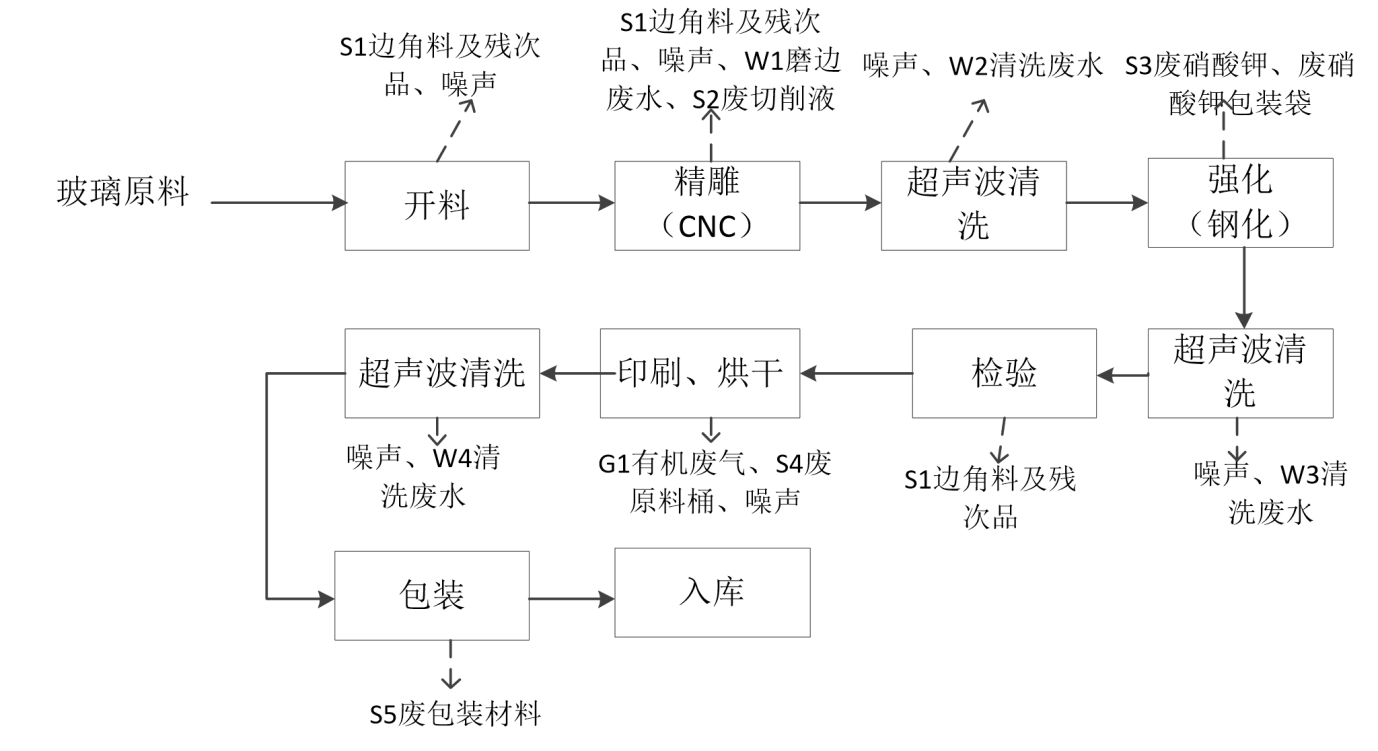 S1边角料及残次
品、噪声
S1边角料及残次
品、噪声、W1磨边
废水、S2废切削液
噪声、W2清洗废水
S3废硝酸钾、废硝
酸钾包装袋
玻璃原料
开料
精雕
（CNC）
超声波清
洗
强化
（钢化）
超声波清洗
印刷、烘干
检验
超声波清
洗
噪声、W4清
洗废水
G1有机废气、S4废
原料桶、噪声
S1边角料及残
次品
噪声、W3清
洗废水
包装
入库
S5废包装材料